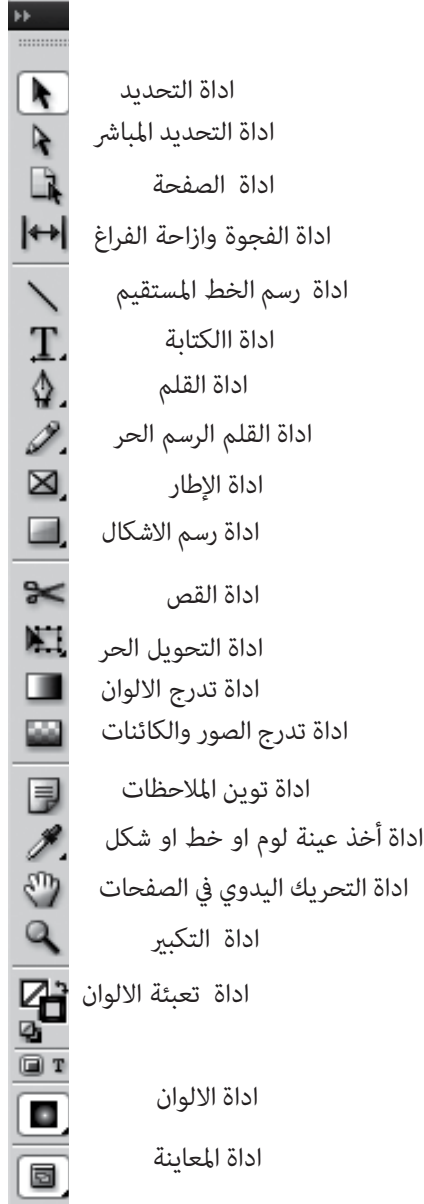 اداة التحديد
اداة التحديد المباشر
اداة الصفحة
اداة الفجوة وازاحة الفراغ
اداة رسم الخط المستقيم
اداة االكتابة
اداة القلم
اداة القلم الرسم الحر
اداة الإطار
اداة رسم الاشكال
اداة القص
اداة التحويل الحر
اداة تدرج الالوان
اداة تدرج الصور والكائنات
اداة توين الملاحظات
اداة أخذ عينة لوم او خط او شكل
اداة التحريك اليدوي في الصفحات
اداة التكبير
اداة تعبئة الالوان
T
اداة الالوان
اداة المعاينة